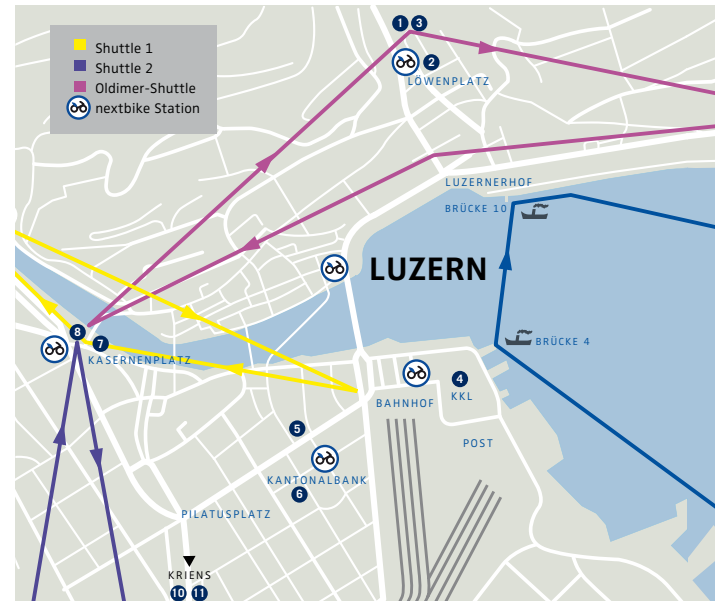 Shuttle 1
Shuttle 2
Oldimer-Shuttle
nextbike Station
1 3
2
LÖWENPLATZ
LUZERNERHOF
BRÜCKE 10
LUZERN
8
7
KASERNENPLATZ
BRÜCKE 4
4
BAHNHOF
KKL
5
POST
KANTONALBANK
6
PILATUSPLATZ
KRIENS
10 11